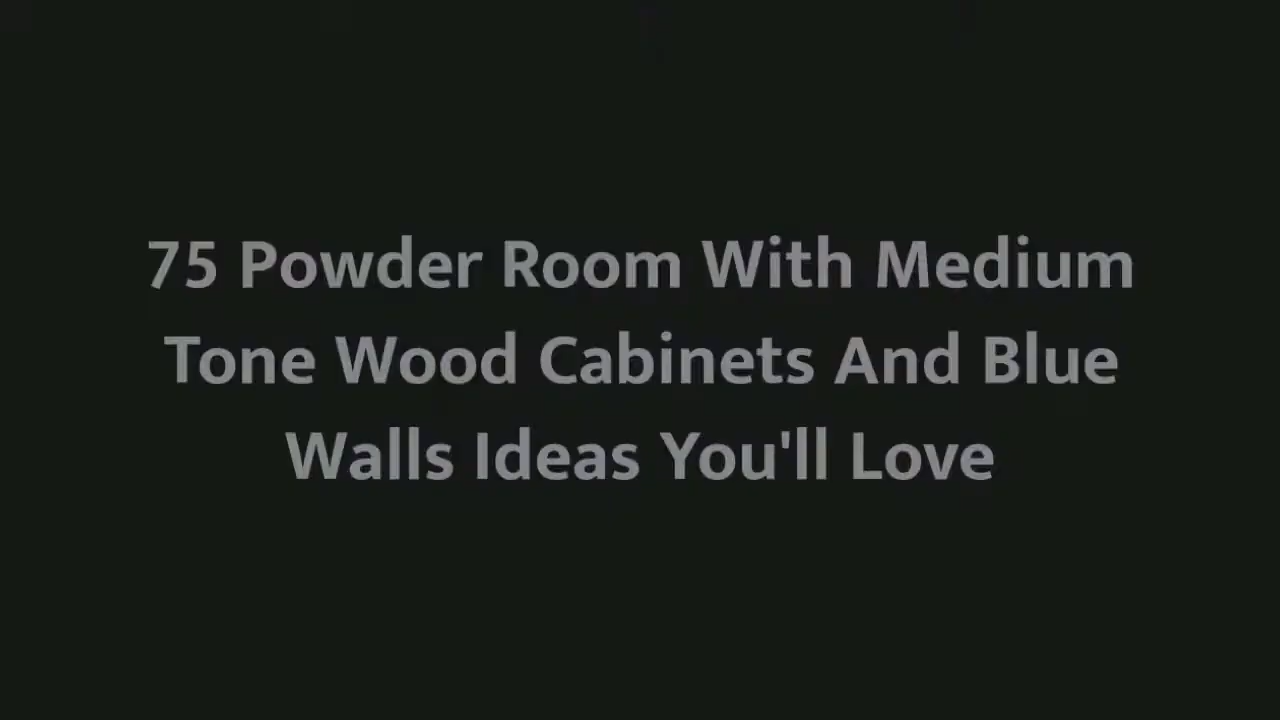 75 Powder Room With Medium
Tone Wood Cabinets And Blue
Walls Ideas You'll Love